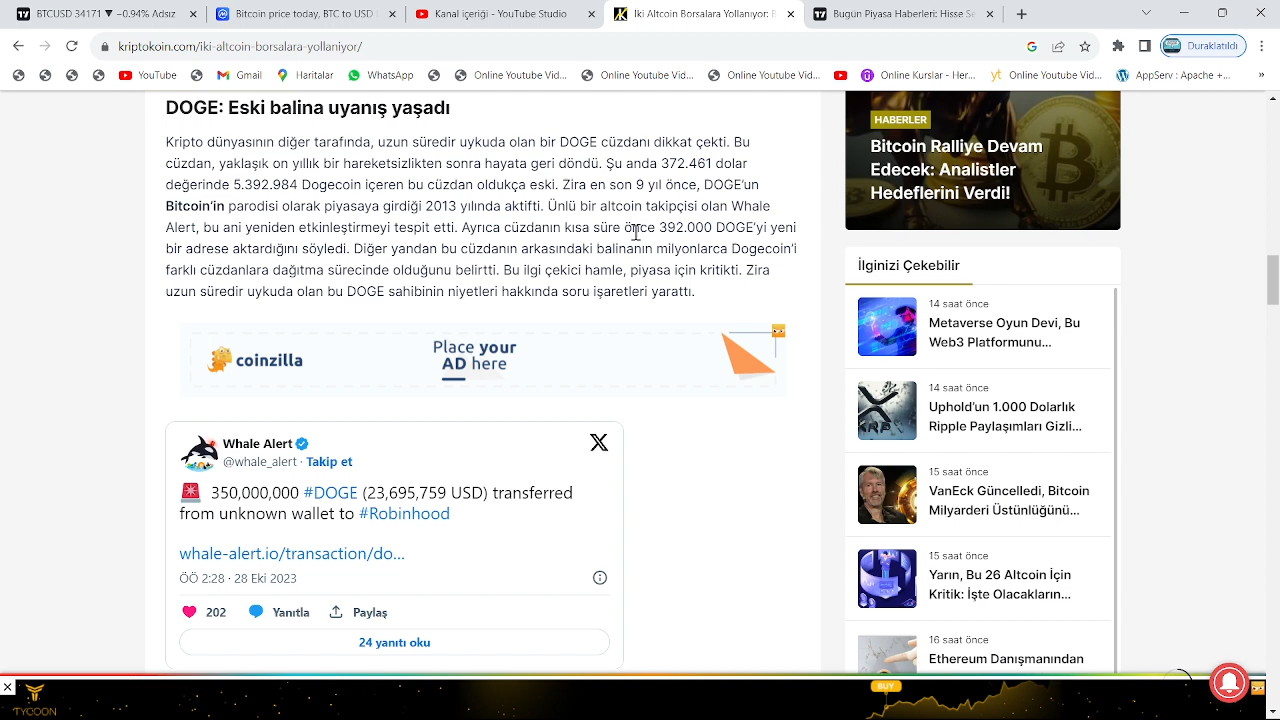 BTCUSD 34171 ▼ −0.94% Adsız
Bitcoin price today, BTC to USD
Kanal içeriği - YouTube Studio
İki Altcoin Borsalara Yollanıyor: B
Bugün Piyasa Haberleri: Hisse Se
kriptokoin.com/iki-altcoin-borsalara-yollaniyor/
Duraklatıldı
YouTube
Gmail
Haritalar
WhatsApp
Online Youtube Vid...
Online Youtube Vid...
Online Youtube Vid...
Online Kurslar - Her...
Online Youtube Vid...
AppServ : Apache +...
»
DOGE: Eski balina uyanış yaşadı
Kripto dünyasının diğer tarafında, uzun süredir uykuda olan bir DOGE cüzdanı dikkat çekti. Bu
cüzdan, yaklaşık on yıllık bir hareketsizlikten sonra hayata geri döndü. Şu anda 372.461 dolar
değerinde 5.392.984 Dogecoin içeren bu cüzdan oldukça eski. Zira en son 9 yıl önce, DOGE’un
Bitcoin’in parodisi olarak piyasaya girdiği 2013 yılında aktifti. Ünlü bir altcoin takipçisi olan Whale
Alert, bu ani yeniden etkinleştirmeyi tespit etti. Ayrıca cüzdanın kısa süre önce 392.000 DOGE’yi yeni
bir adrese aktardığını söyledi. Diğer yandan bu cüzdanın arkasındaki balinanın milyonlarca Dogecoin’i
farklı cüzdanlara dağıtma sürecinde olduğunu belirtti. Bu ilgi çekici hamle, piyasa için kritikti. Zira
uzun süredir uykuda olan bu DOGE sahibinin niyetleri hakkında soru işaretleri yarattı.
coinzilla
Place your
AD here
Whale Alert
@whale_alert · Takip et
350,000,000 #DOGE (23,695,759 USD) transferred
from unknown wallet to #Robinhood
whale-alert.io/transaction/do...
ÖÖ 2:28 · 28 Eki 2023
202
Yanıtla
Paylaş
24 yanıtı oku
HABERLER
Bitcoin Ralliye Devam
Edecek: Analistler
Hedeflerini Verdi!
İlginizi Çekebilir
14 saat önce
Metaverse Oyun Devi, Bu
Web3 Platformunu...
14 saat önce
Uphold’un 1.000 Dolarlık
Ripple Paylaşımları Gizli...
15 saat önce
VanEck Güncelledi, Bitcoin
Milyarderi Üstünlüğünü...
15 saat önce
Yarın, Bu 26 Altcoin İçin
Kritik: İşte Olacakların...
16 saat önce
Ethereum Danışmanından
TYCOON
BUY